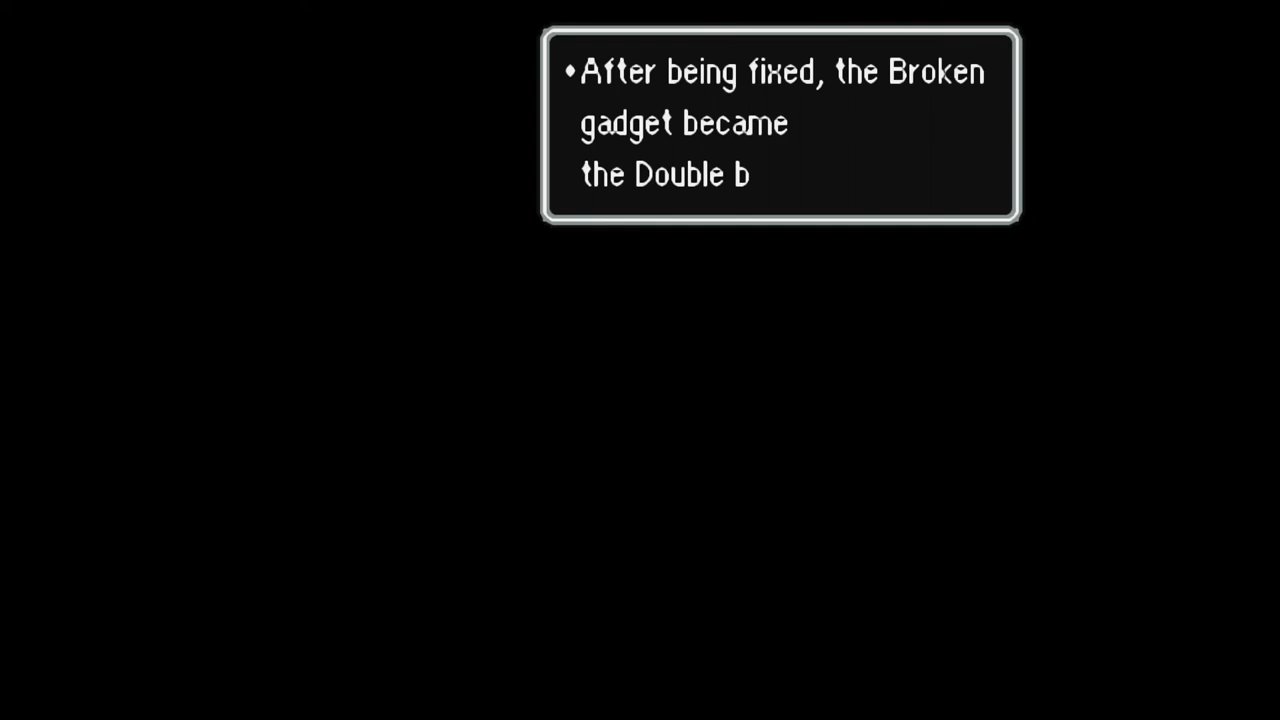 •After being fixed, the Broken
gadget became
the Double b